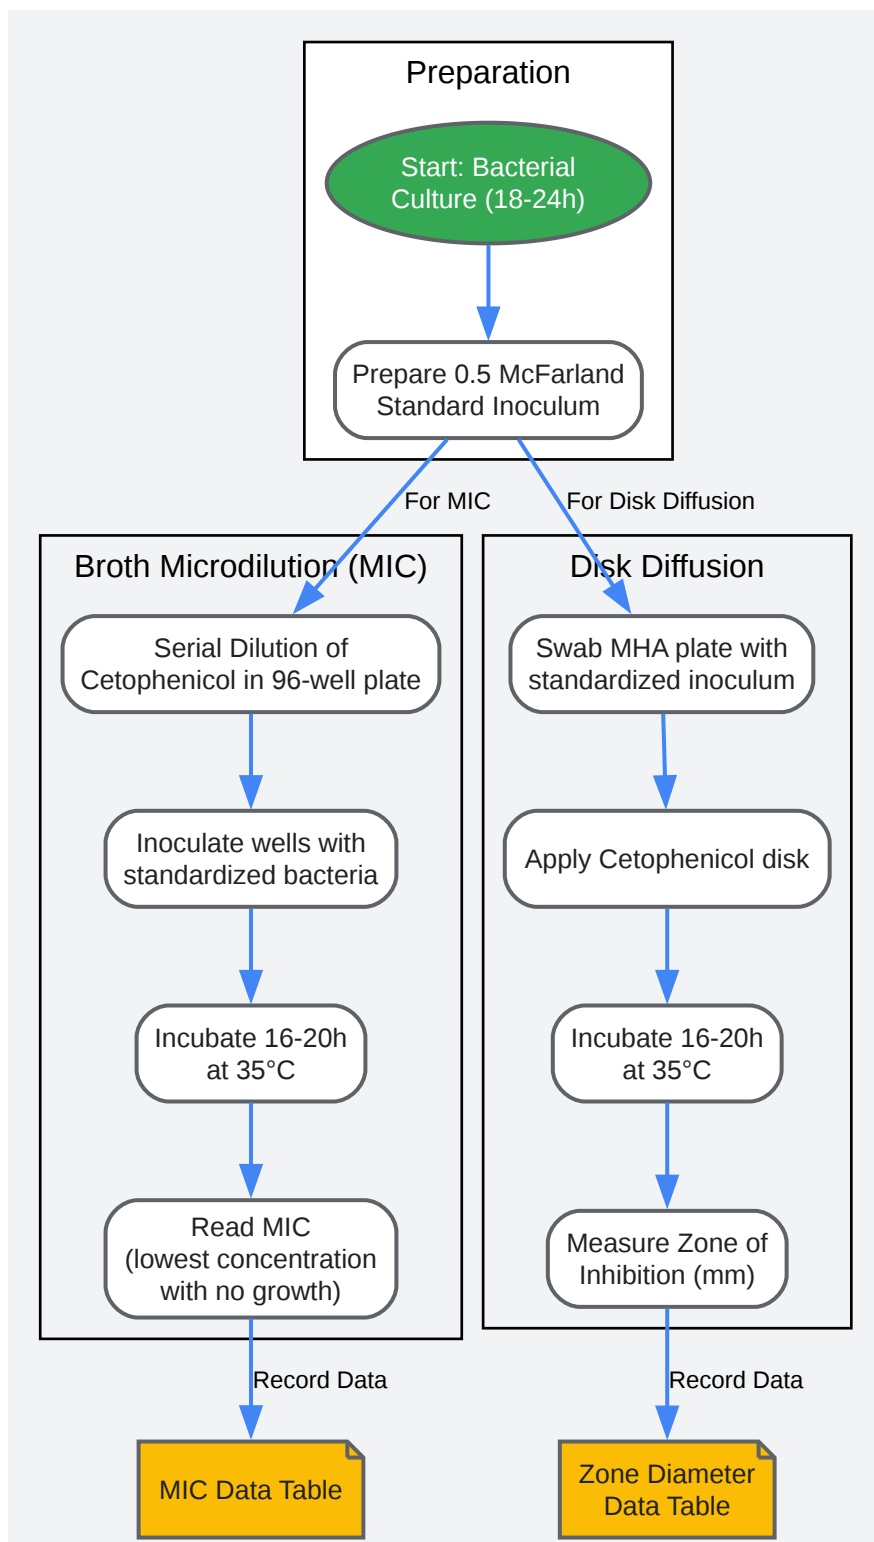 Preparation
Start: Bacterial
Culture (18-24h)
Prepare 0.5 McFarland
Standard Inoculum
For MIC
For Disk Diffusion
Broth Microdilution (MIC)
Serial Dilution of
Cetophenicol in 96-well plate
Inoculate wells with
standardized bacteria
Incubate 16-20h
at 35°C
Read MIC
(lowest concentration
with no growth)
Record Data
MIC Data Table
Disk Diffusion
Swab MHA plate with
standardized inoculum
Apply Cetophenicol disk
Incubate 16-20h
at 35°C
Measure Zone of
Inhibition (mm)
Record Data
Zone Diameter
Data Table